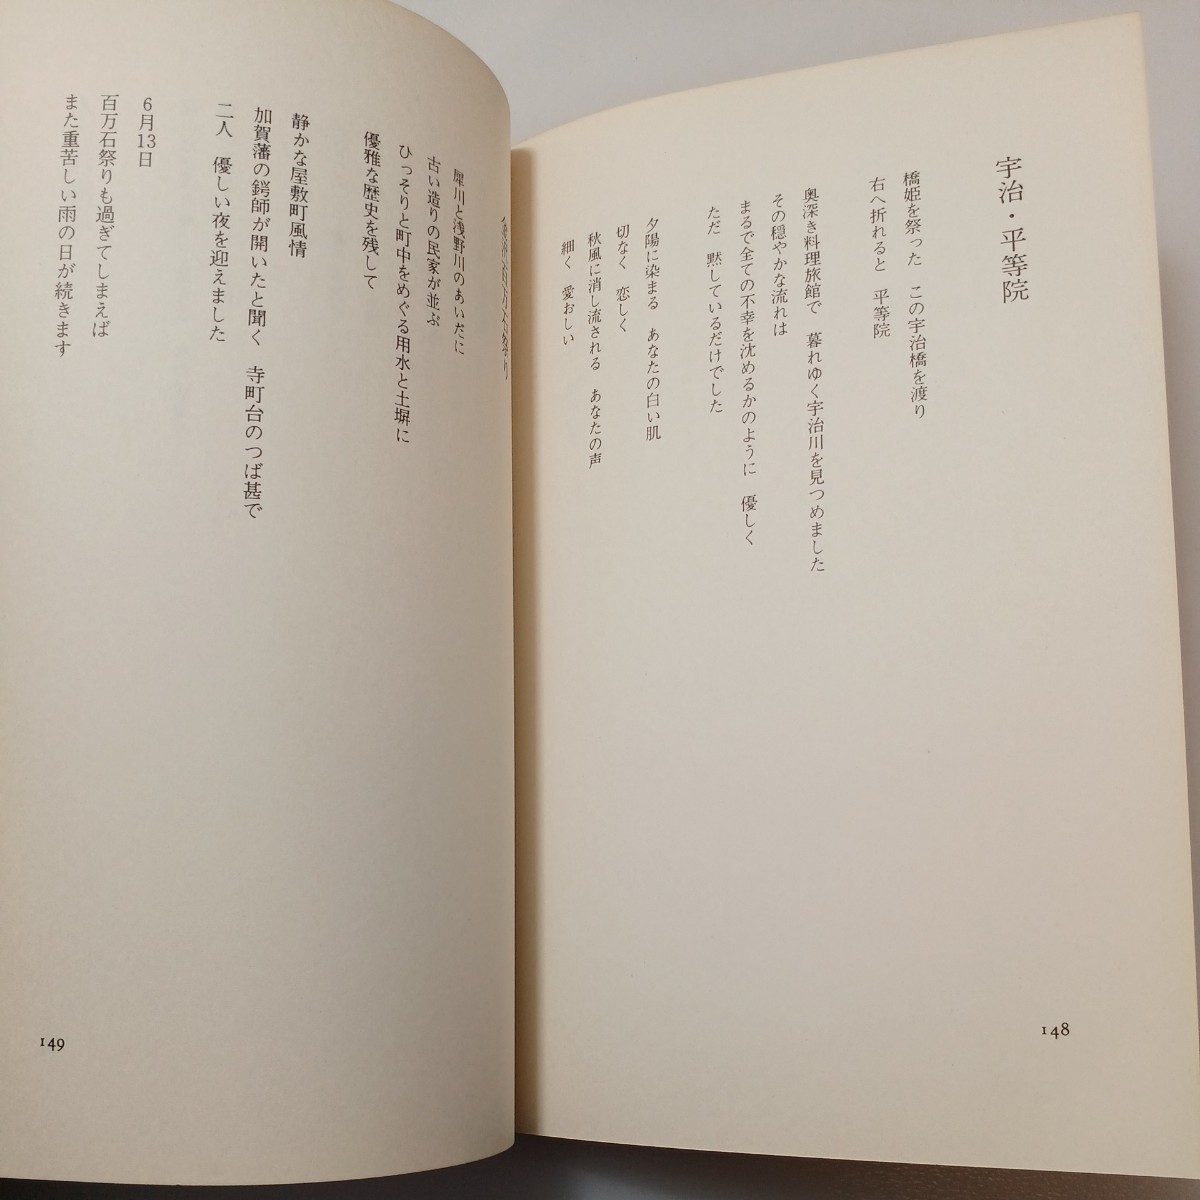 宇治・平等院
橋姫を祭った　この宇治橋を渡り
右へ折れると　平等院
奥深き料理旅館で　暮れゆく宇治川を見つめました
その穏やかな流れは
まるで全ての不幸を沈めるかのように　優しく
ただ　黙しているだけでした
夕陽に染まる　あなたの白い肌
切なく　恋しく
秋風に消し流される　あなたの声
細く　愛おしい
148
犀川と浅野川のあいだに
古い造りの民家が並ぶ
ひっそりと町中をめぐる用水と土塀に
優雅な歴史を残して
静かな屋敷町風情
加賀藩の鍔師が開いたと聞く　寺町台のつば甚で
二人　優しい夜を迎えました
6月13日
百万石祭りも過ぎてしまえば
また重苦しい雨の日が続きます
149